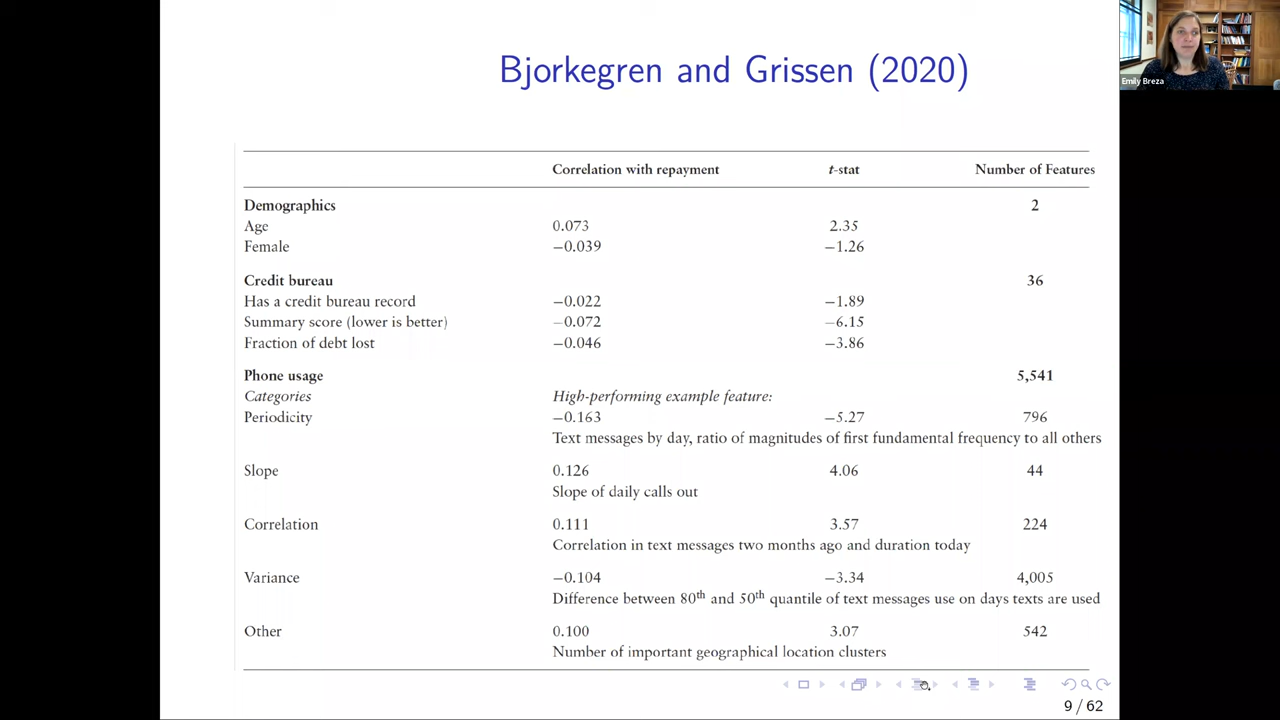 Bjorkegren and Grissen (2020)
Emily Breza
Correlation with repayment t-stat Number of Features
Demographics 2
Age 0.073 2.35
Female −0.039 −1.26
Credit bureau 36
Has a credit bureau record −0.022 −1.89
Summary score (lower is better) −0.072 −6.15
Fraction of debt lost −0.046 −3.86
Phone usage 5,541
Categories High-performing example feature:
Periodicity −0.163 −5.27 796
Text messages by day, ratio of magnitudes of first fundamental frequency to all others
Slope 0.126 4.06 44
Slope of daily calls out
Correlation 0.111 3.57 224
Correlation in text messages two months ago and duration today
Variance −0.104 −3.34 4,005
Difference between 80th and 50th quantile of text messages use on days texts are used
Other 0.100 3.07 542
Number of important geographical location clusters
9 / 62